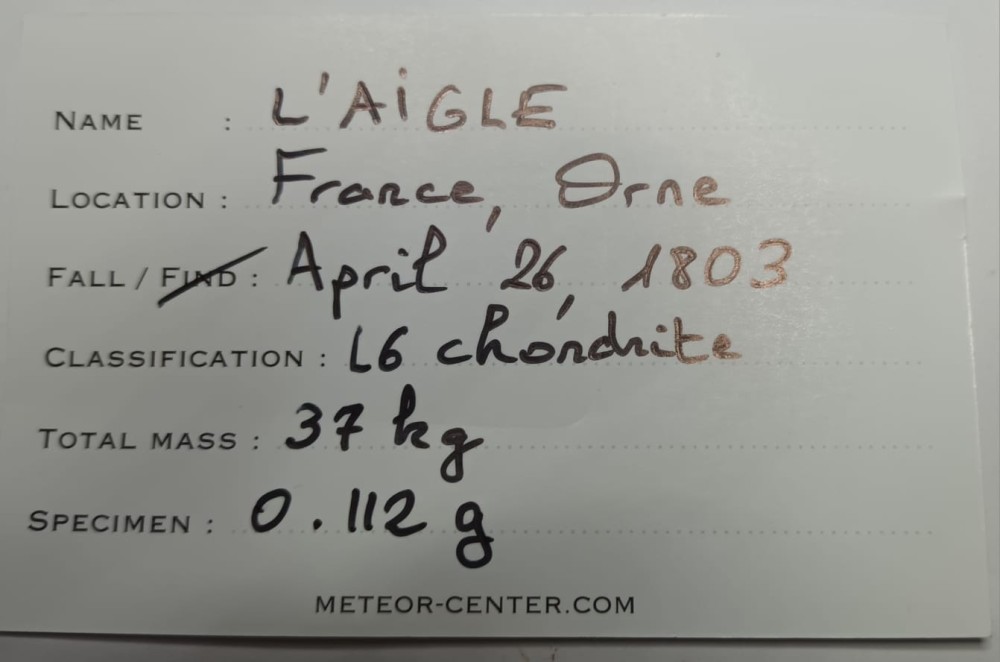 NAME : L'AiGLE
LOCATION : France, Orne
FALL / FIND : April 26, 1803
CLASSIFICATION : L6 chondrite
TOTAL MASS : 37 kg
SPECIMEN : 0.112 g
METEOR-CENTER.COM